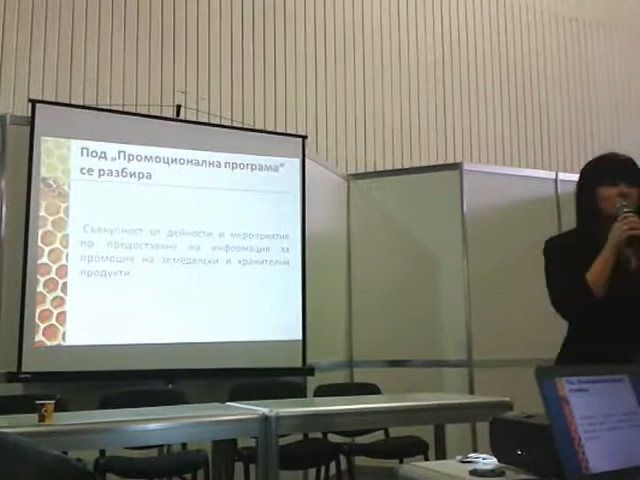 Под „Промоционална програма“
се разбира
Съвкупност от дейности и мероприятия
по предоставяне на информация за
промоция на земеделски и хранителни
продукти